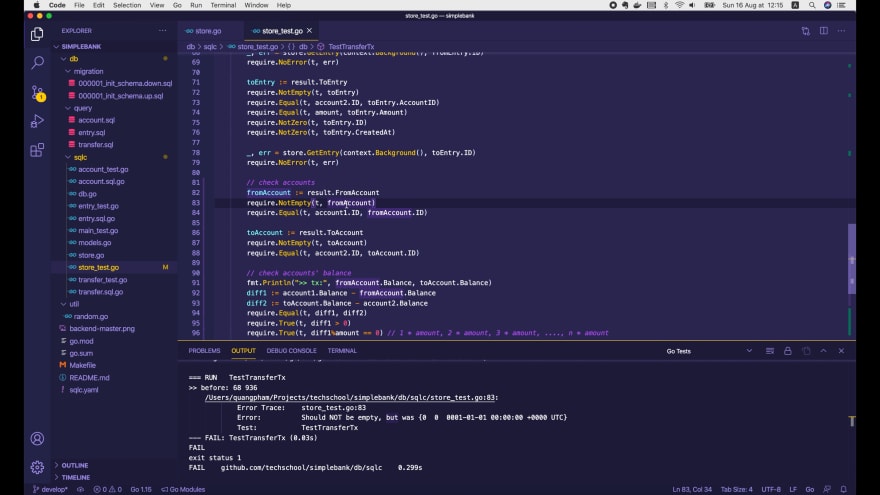 Code File Edit Selection View Go Run Terminal Window Help
Sun 16 Aug at 12:15
store_test.go — simplebank
EXPLORER
store.go
store_test.go
db > sqlc > store_test.go > {} db > TestTransferTx
SIMPLEBANK
db
migration
000001_init_schema.down.sql
000001_init_schema.up.sql
query
account.sql
entry.sql
transfer.sql
sqlc
account_test.go
account.sql.go
db.go
entry_test.go
entry.sql.go
main_test.go
models.go
store.go
store_test.go M
transfer_test.go
transfer.sql.go
util
random.go
backend-master.png
go.mod
go.sum
Makefile
README.md
sqlc.yaml
OUTLINE
TIMELINE
68 _, err = store.GetEntry(context.Background(), fromEntry.ID)
69 require.NoError(t, err)
70
71 toEntry := result.ToEntry
72 require.NotEmpty(t, toEntry)
73 require.Equal(t, account2.ID, toEntry.AccountID)
74 require.Equal(t, amount, toEntry.Amount)
75 require.NotZero(t, toEntry.ID)
76 require.NotZero(t, toEntry.CreatedAt)
77
78 _, err = store.GetEntry(context.Background(), toEntry.ID)
79 require.NoError(t, err)
80
81 // check accounts
82 fromAccount := result.FromAccount
83 require.NotEmpty(t, fromAccount)
84 require.Equal(t, account1.ID, fromAccount.ID)
85
86 toAccount := result.ToAccount
87 require.NotEmpty(t, toAccount)
88 require.Equal(t, account2.ID, toAccount.ID)
89
90 // check accounts' balance
91 fmt.Println(">> tx:", fromAccount.Balance, toAccount.Balance)
92 diff1 := account1.Balance - fromAccount.Balance
93 diff2 := toAccount.Balance - account2.Balance
94 require.Equal(t, diff1, diff2)
95 require.True(t, diff1 > 0)
96 require.True(t, diff1%amount == 0) // 1 * amount, 2 * amount, 3 * amount, ...., n * amount
PROBLEMS OUTPUT DEBUG CONSOLE TERMINAL
Go Tests
=== RUN TestTransferTx
>> before: 68 936
/Users/quangpham/Projects/techschool/simplebank/db/sqlc/store_test.go:83:
Error Trace: store_test.go:83
Error: Should NOT be empty, but was {0  0  0001-01-01 00:00:00 +0000 UTC}
Test: TestTransferTx
--- FAIL: TestTransferTx (0.03s)
FAIL
exit status 1
FAIL github.com/techschool/simplebank/db/sqlc 0.299s
develop* 0 0 Go 1.15 Go Modules
Ln 83, Col 34 Tab Size: 4 UTF-8 LF Go